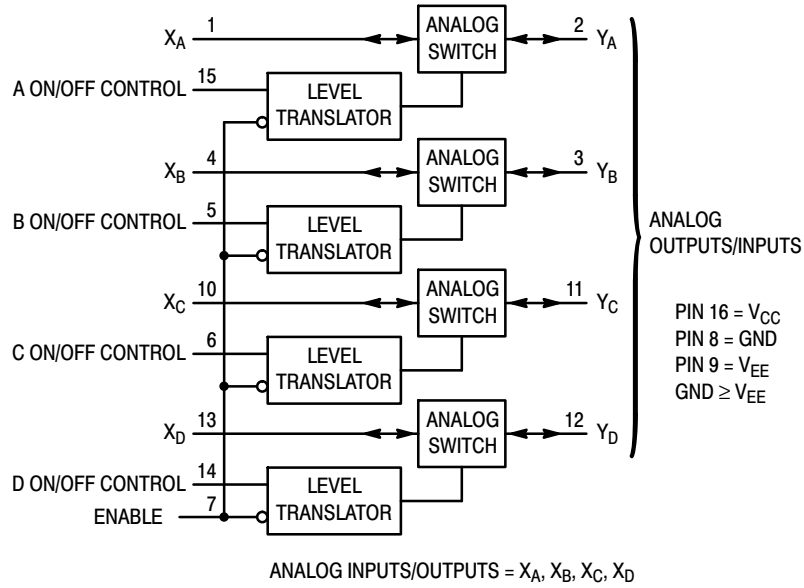 X_A 1 ANALOG SWITCH 2 Y_A
A ON/OFF CONTROL 15 LEVEL TRANSLATOR
X_B 4 ANALOG SWITCH 3 Y_B
B ON/OFF CONTROL 5 LEVEL TRANSLATOR
X_C 10 ANALOG SWITCH 11 Y_C
C ON/OFF CONTROL 6 LEVEL TRANSLATOR
X_D 13 ANALOG SWITCH 12 Y_D
D ON/OFF CONTROL 14 LEVEL TRANSLATOR
ENABLE 7
ANALOG
OUTPUTS/INPUTS
PIN 16 = V_CC
PIN 8 = GND
PIN 9 = V_EE
GND ≥ V_EE
ANALOG INPUTS/OUTPUTS = X_A, X_B, X_C, X_D